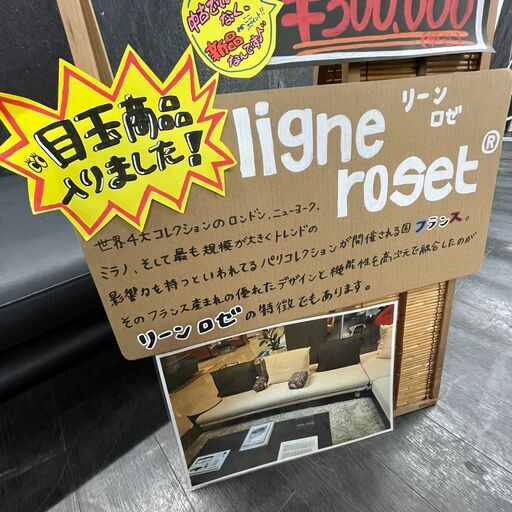 中古でなく、
新品
なんです♪
¥300,000
目玉商品
入りました!
ligne
roset®
リーン
ロゼ
世界4大コレクションのロンドン、ニューヨーク、
ミラノ、そして最も規模が大きくトレンドの
影響力を持つといわれてるパリコレクションが開催される国フランス。
そのフランス産まれの優れたデザインと機能性を高次元で融合したのが
リーンロゼの特徴でもあります。